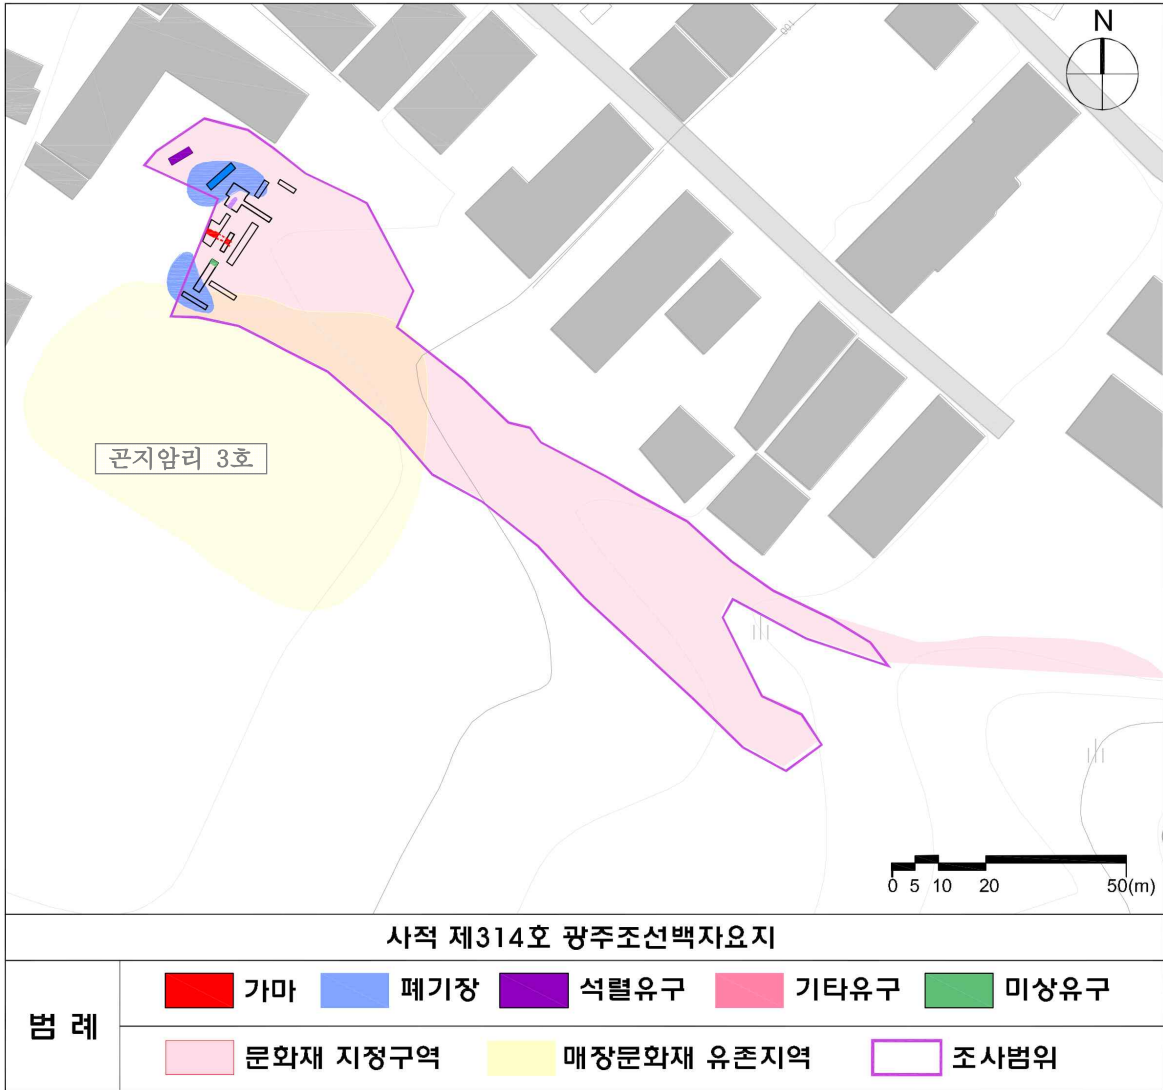 N
100
곤지암리 3호
0 5 10 20 50(m)
사적 제314호 광주조선백자요지
범 례
가마 폐기장 석렬유구 기타유구 미상유구
문화재 지정구역 매장문화재 유존지역 조사범위